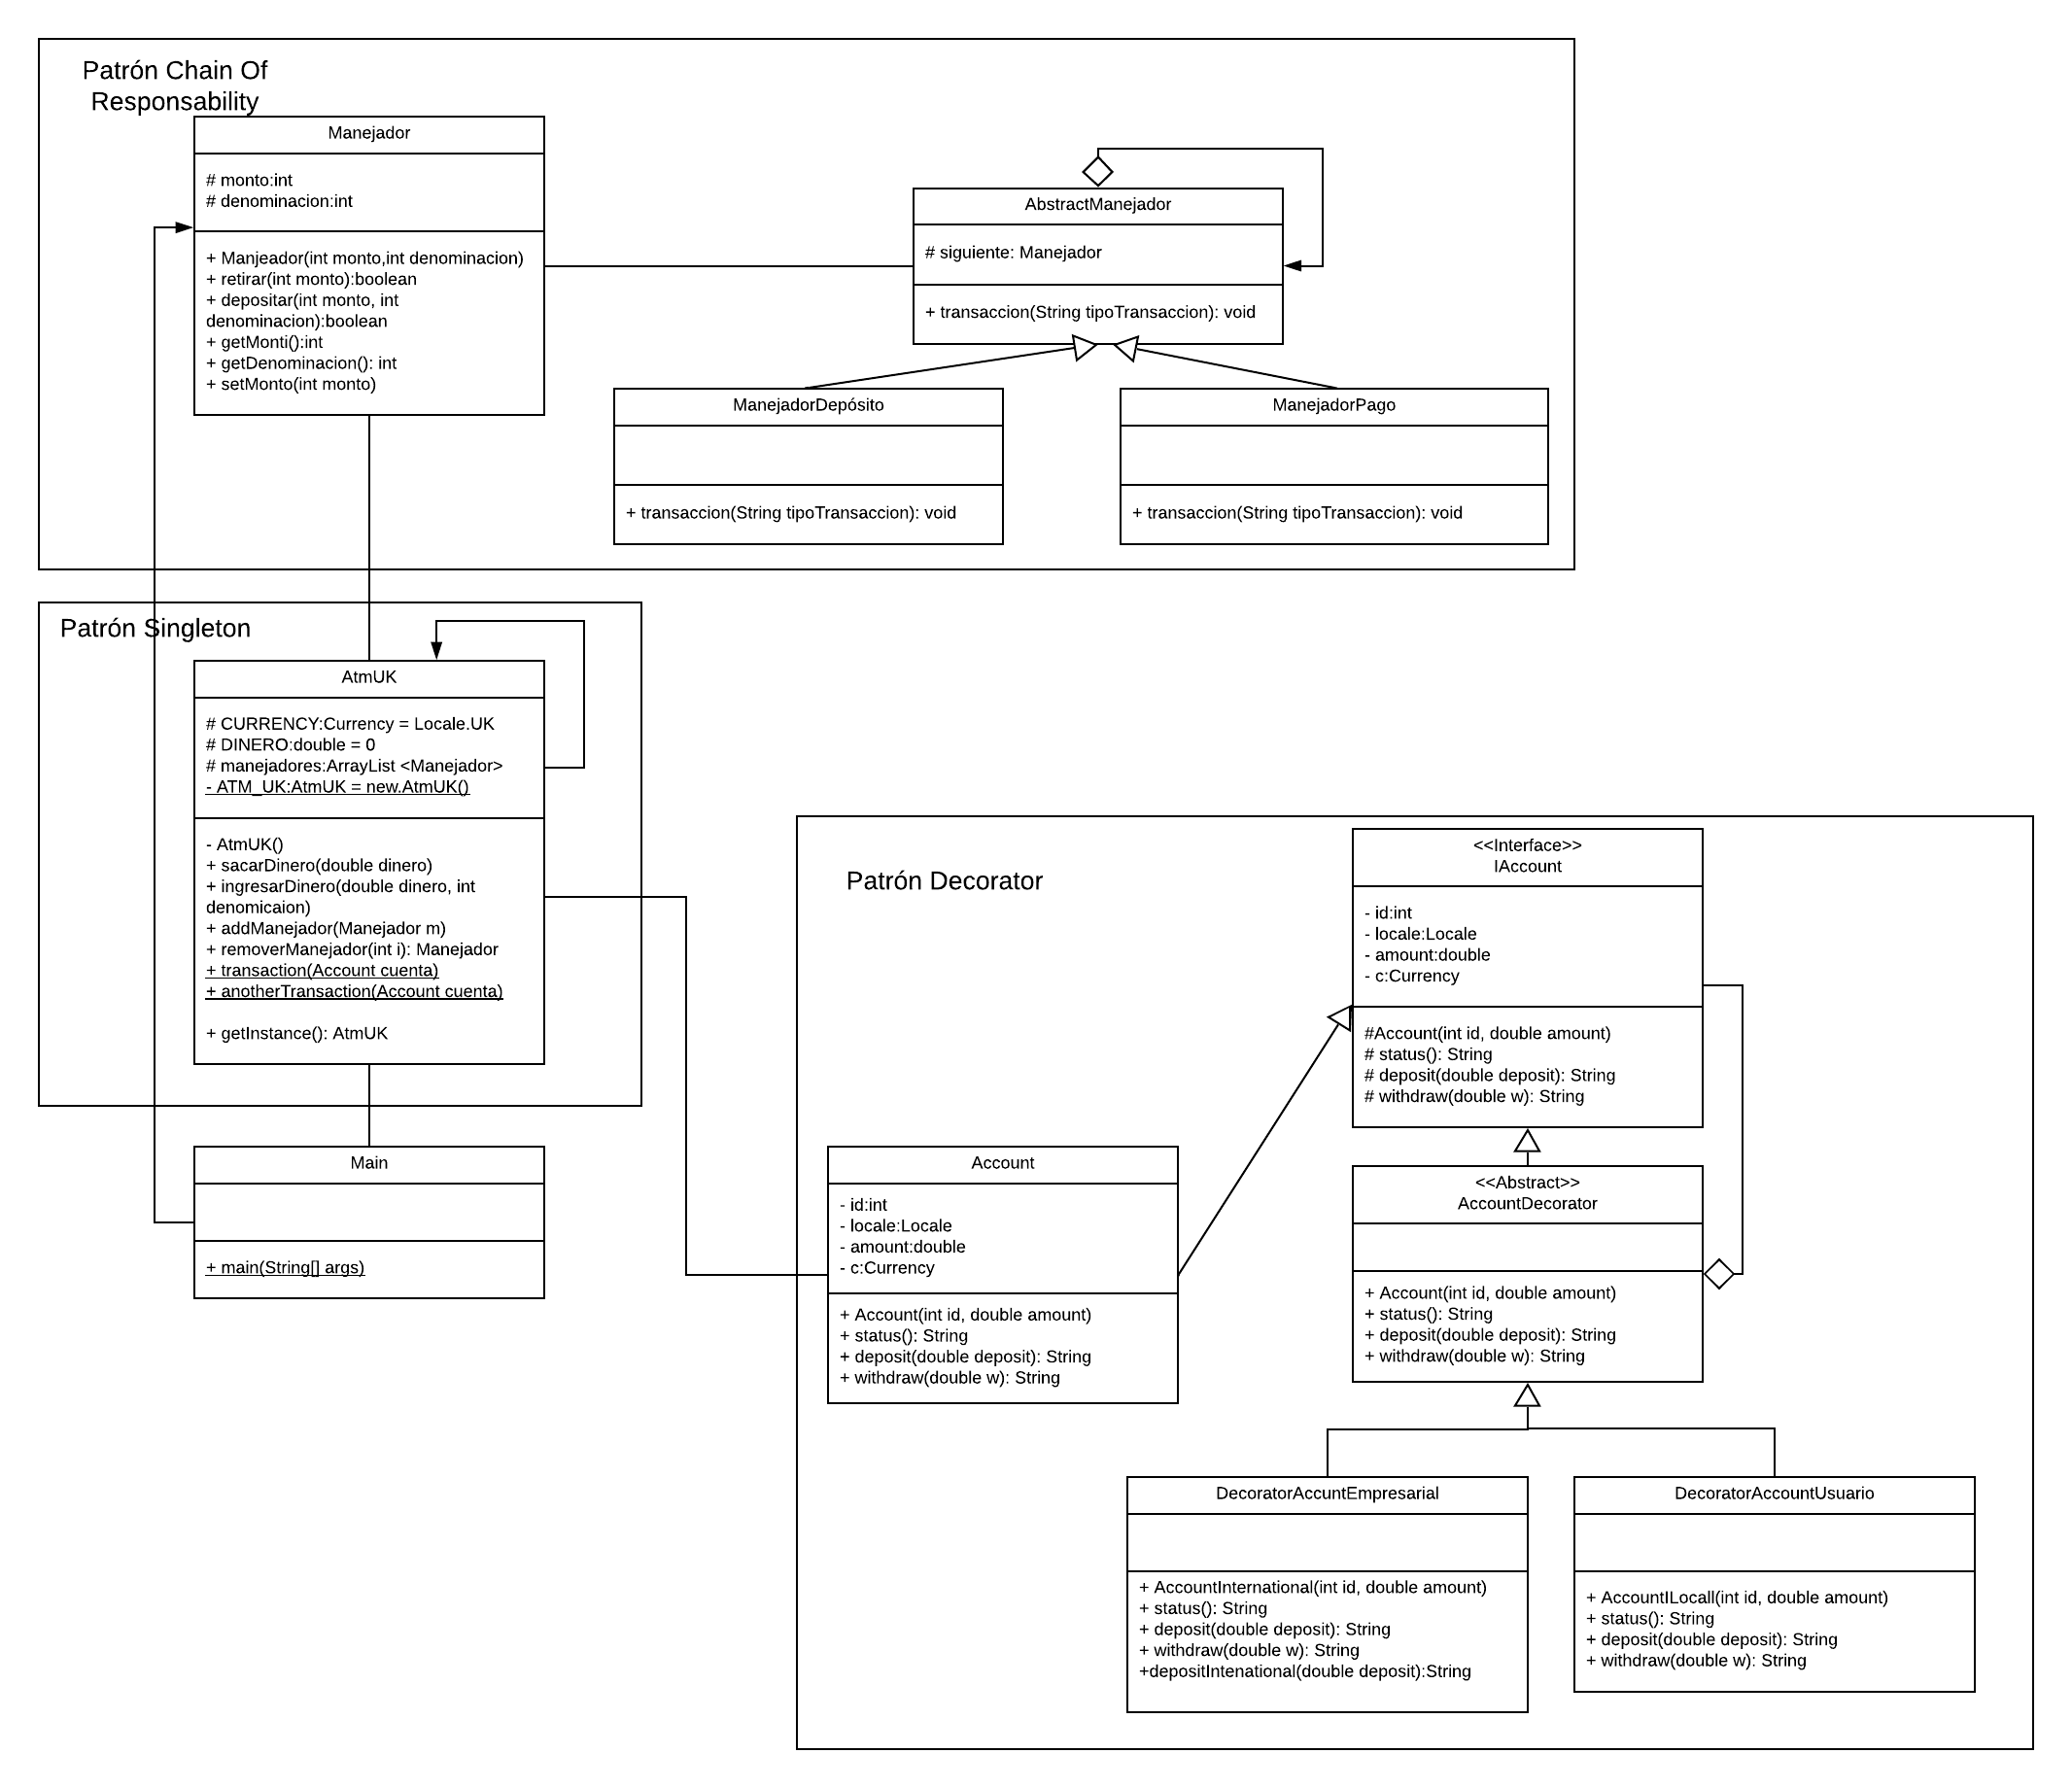 Patrón Chain Of
Responsability
Manejador
# monto:int
# denominacion:int
+ Manjeador(int monto,int denominacion)
+ retirar(int monto):boolean
+ depositar(int monto, int
denominacion):boolean
+ getMonti():int
+ getDenominacion(): int
+ setMonto(int monto)
AbstractManejador
# siguiente: Manejador
+ transaccion(String tipoTransaccion): void
ManejadorDepósito
+ transaccion(String tipoTransaccion): void
ManejadorPago
+ transaccion(String tipoTransaccion): void
Patrón Singleton
AtmUK
# CURRENCY:Currency = Locale.UK
# DINERO:double = 0
# manejadores:ArrayList <Manejador>
- ATM_UK:AtmUK = new.AtmUK()
- AtmUK()
+ sacarDinero(double dinero)
+ ingresarDinero(double dinero, int
denomicaion)
+ addManejador(Manejador m)
+ removerManejador(int i): Manejador
+ transaction(Account cuenta)
+ anotherTransaction(Account cuenta)
+ getInstance(): AtmUK
Main
+ main(String[] args)
Patrón Decorator
<<Interface>>
IAccount
- id:int
- locale:Locale
- amount:double
- c:Currency
#Account(int id, double amount)
# status(): String
# deposit(double deposit): String
# withdraw(double w): String
Account
- id:int
- locale:Locale
- amount:double
- c:Currency
+ Account(int id, double amount)
+ status(): String
+ deposit(double deposit): String
+ withdraw(double w): String
<<Abstract>>
AccountDecorator
+ Account(int id, double amount)
+ status(): String
+ deposit(double deposit): String
+ withdraw(double w): String
DecoratorAccuntEmpresarial
+ AccountInternational(int id, double amount)
+ status(): String
+ deposit(double deposit): String
+ withdraw(double w): String
+depositIntenational(double deposit):String
DecoratorAccountUsuario
+ AccountILocall(int id, double amount)
+ status(): String
+ deposit(double deposit): String
+ withdraw(double w): String